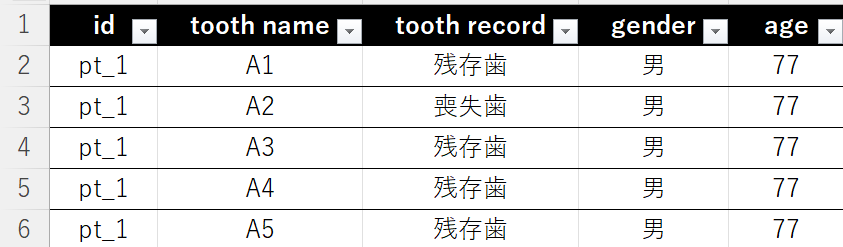 1 id tooth name tooth record gender age
2 pt_1 A1 残存歯 男 77
3 pt_1 A2 喪失歯 男 77
4 pt_1 A3 残存歯 男 77
5 pt_1 A4 残存歯 男 77
6 pt_1 A5 残存歯 男 77